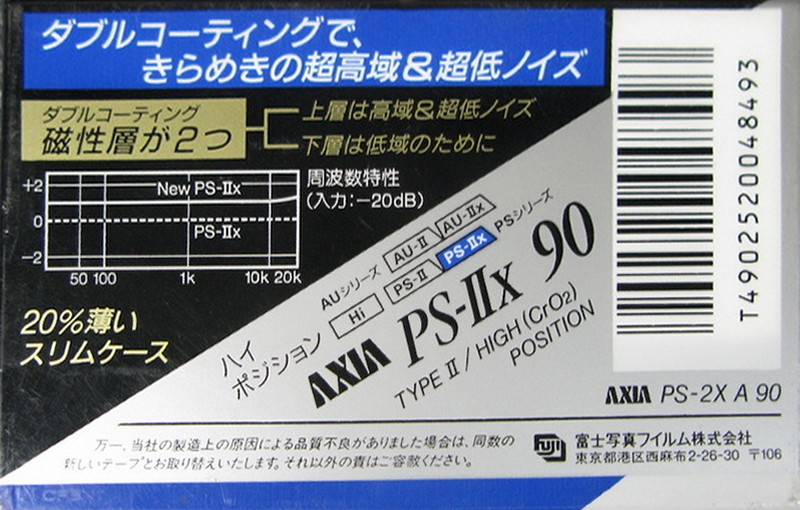 ダブルコーティングで、
きらめきの超高域&超低ノイズ
ダブルコーティング
磁性層が2つ
上層は高域&超低ノイズ
下層は低域のために
周波数特性
(入力:−20dB)
+2
0
−2
New PS-IIx
PS-IIx
50 100 1k 10k 20k
20%薄い
スリムケース
AUシリーズ AU-II AU-IIx
Hi PS-II PS-IIx PSシリーズ
ハイ
ポジション
AXIA PS-IIx 90
TYPE II/HIGH(CrO2)
POSITION
T4902520048493
AXIA PS-2X A 90
万一、当社の製造上の原因による品質不良がありました場合は、同数の
新しいテープとお取り替えいたします。それ以外の責はご容赦ください。
FUJI
富士写真フイルム株式会社
東京都港区西麻布2-26-30 〒106